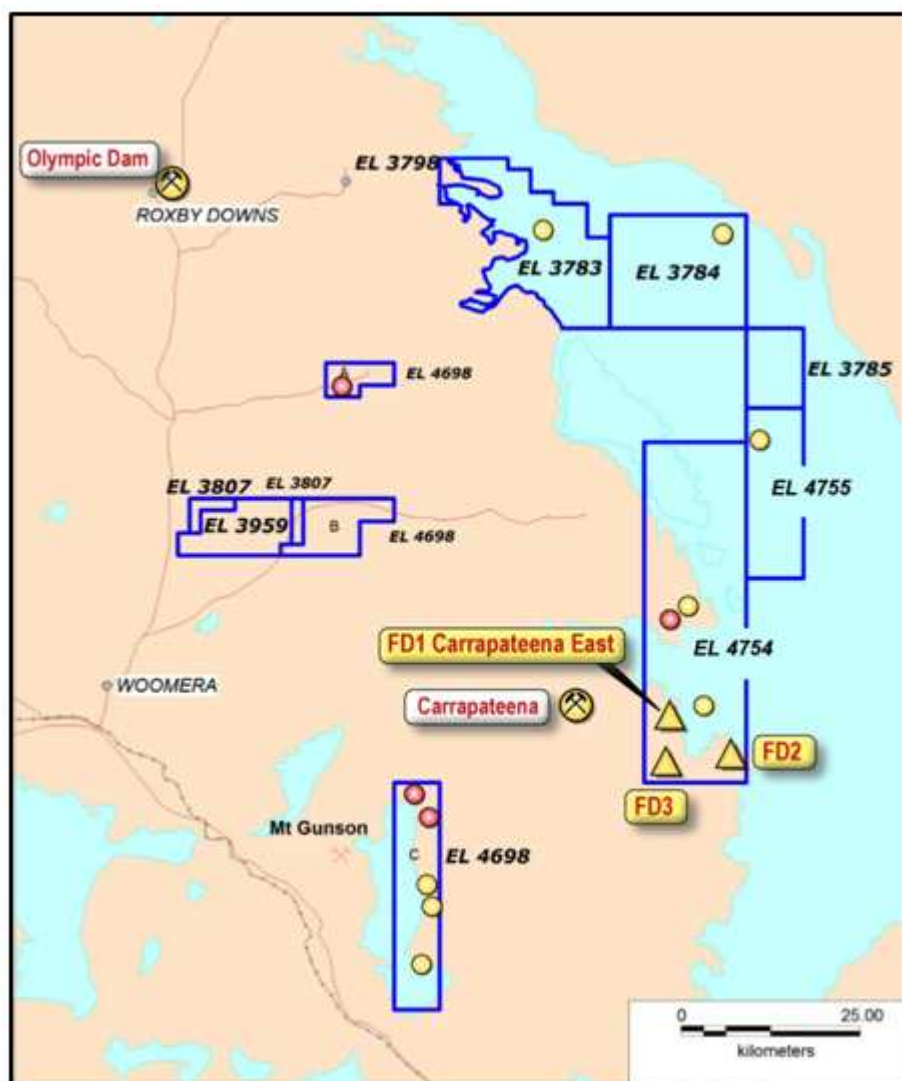 Olympic Dam
ROXBY DOWNS
EL 3798
EL 3783
EL 3784
EL 4698
EL 3785
EL 3807
EL 3807
EL 3959
B
EL 4698
EL 4755
FD1 Carrapateena East
EL 4754
WOOMERA
Carrapateena
FD2
FD3
Mt Gunson
C
EL 4698
0 25.00
kilometers